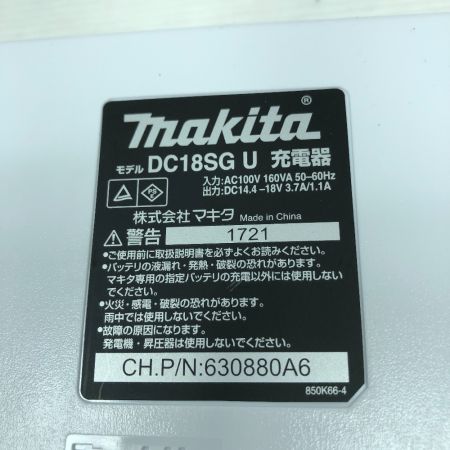 makita®
モデル DC18SG U 充電器
入力:AC100V 160VA 50-60Hz
出力:DC14.4 -18V 3.7A/1.1A
PS
E
株式会社マキタ Made in China
⚠警告 1721
●ご使用前に取扱説明書を必ずよくお読みください。
●バッテリの液漏れ・発熱・破裂の恐れがあります。
マキタ専用の指定バッテリの充電以外には使用しない
でください。
●火災・感電・破裂の恐れがあります。
雨中では使用しないでください。
●故障の原因になります。
発電機・昇圧器は使用しないでください。
CH.P/N:630880A6
850K66-4
makita